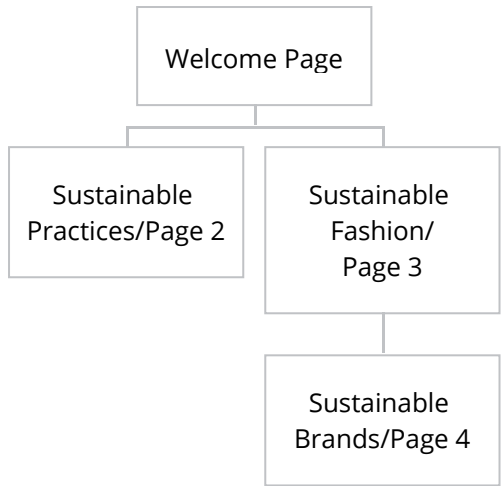 Welcome Page
Sustainable
Practices/Page 2
Sustainable
Fashion/
Page 3
Sustainable
Brands/Page 4